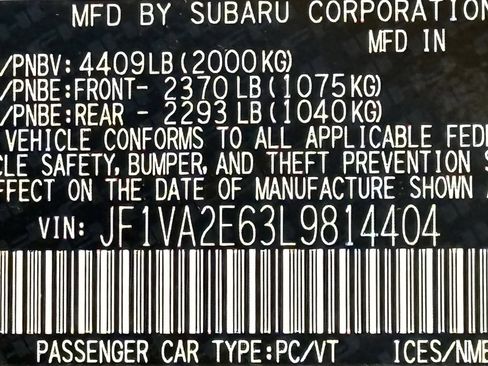 MFD BY SUBARU CORPORATION
MFD IN
/PNBV: 4409LB (2000KG)
/PNBE:FRONT- 2370 LB (1075KG)
/PNBE:REAR - 2293 LB (1040KG)
VEHICLE CONFORMS TO ALL APPLICABLE FED
CLE SAFETY, BUMPER, AND THEFT PREVENTION S
EFFECT ON THE DATE OF MANUFACTURE SHOWN A
VIN: JF1VA2E63L9814404
PASSENGER CAR TYPE:PC/VT ICES/NMB